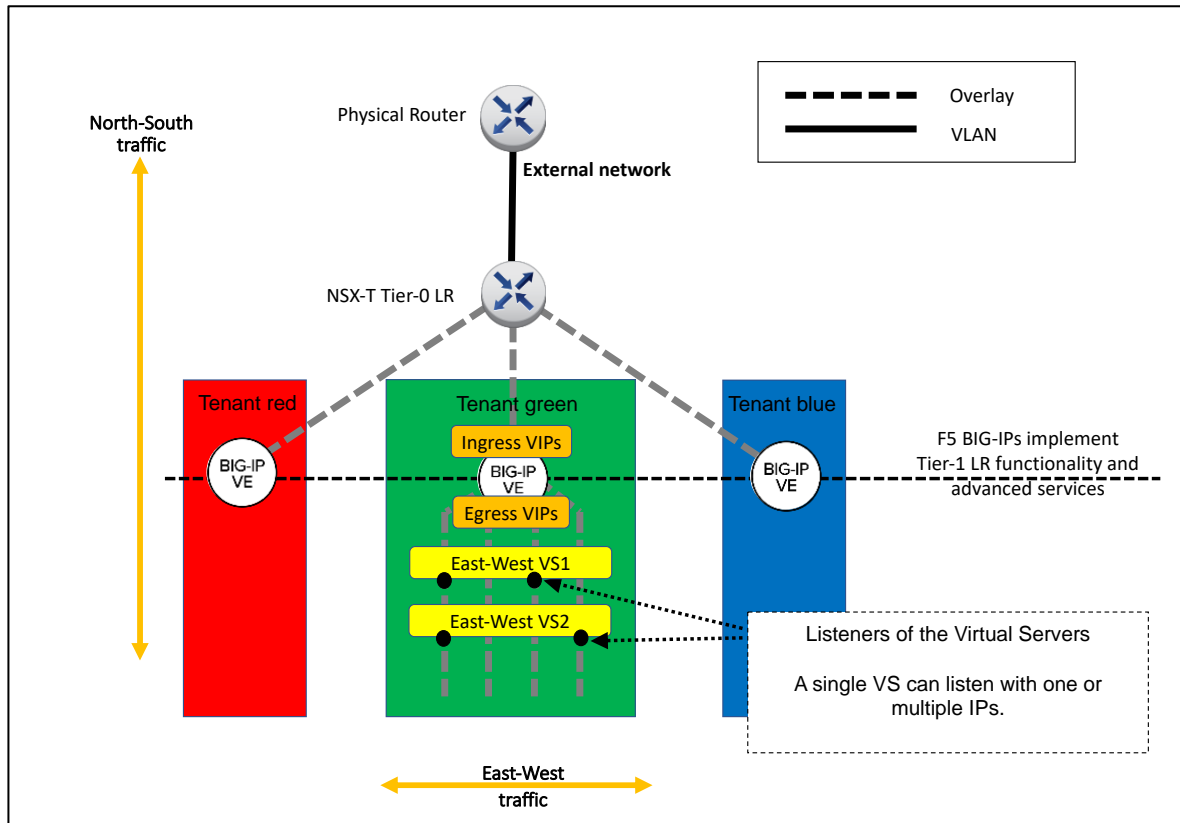 North-South
traffic
Physical Router
External network
Overlay
VLAN
NSX-T Tier-0 LR
Tenant red
Tenant green
Tenant blue
Ingress VIPs
BIG-IP
VE
BIG-IP
VE
BIG-IP
VE
F5 BIG-IPs implement
Tier-1 LR functionality and
advanced services
Egress VIPs
East-West VS1
East-West VS2
Listeners of the Virtual Servers
A single VS can listen with one or
multiple IPs.
East-West
traffic